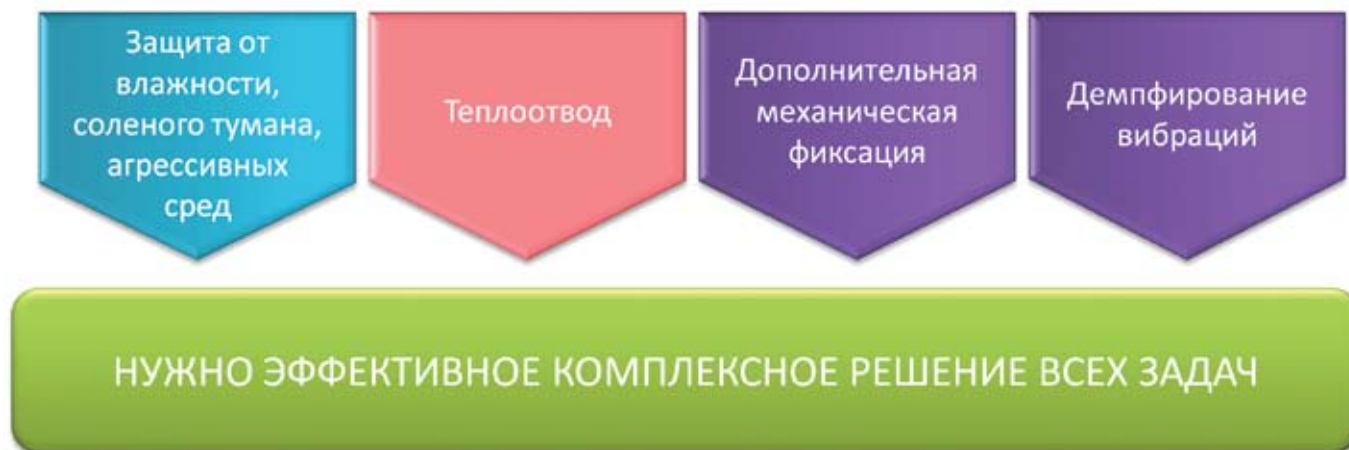 Защита от
влажности,
соленого тумана,
агрессивных
сред
Теплоотвод
Дополнительная
механическая
фиксация
Демпфирование
вибраций
НУЖНО ЭФФЕКТИВНОЕ КОМПЛЕКСНОЕ РЕШЕНИЕ ВСЕХ ЗАДАЧ